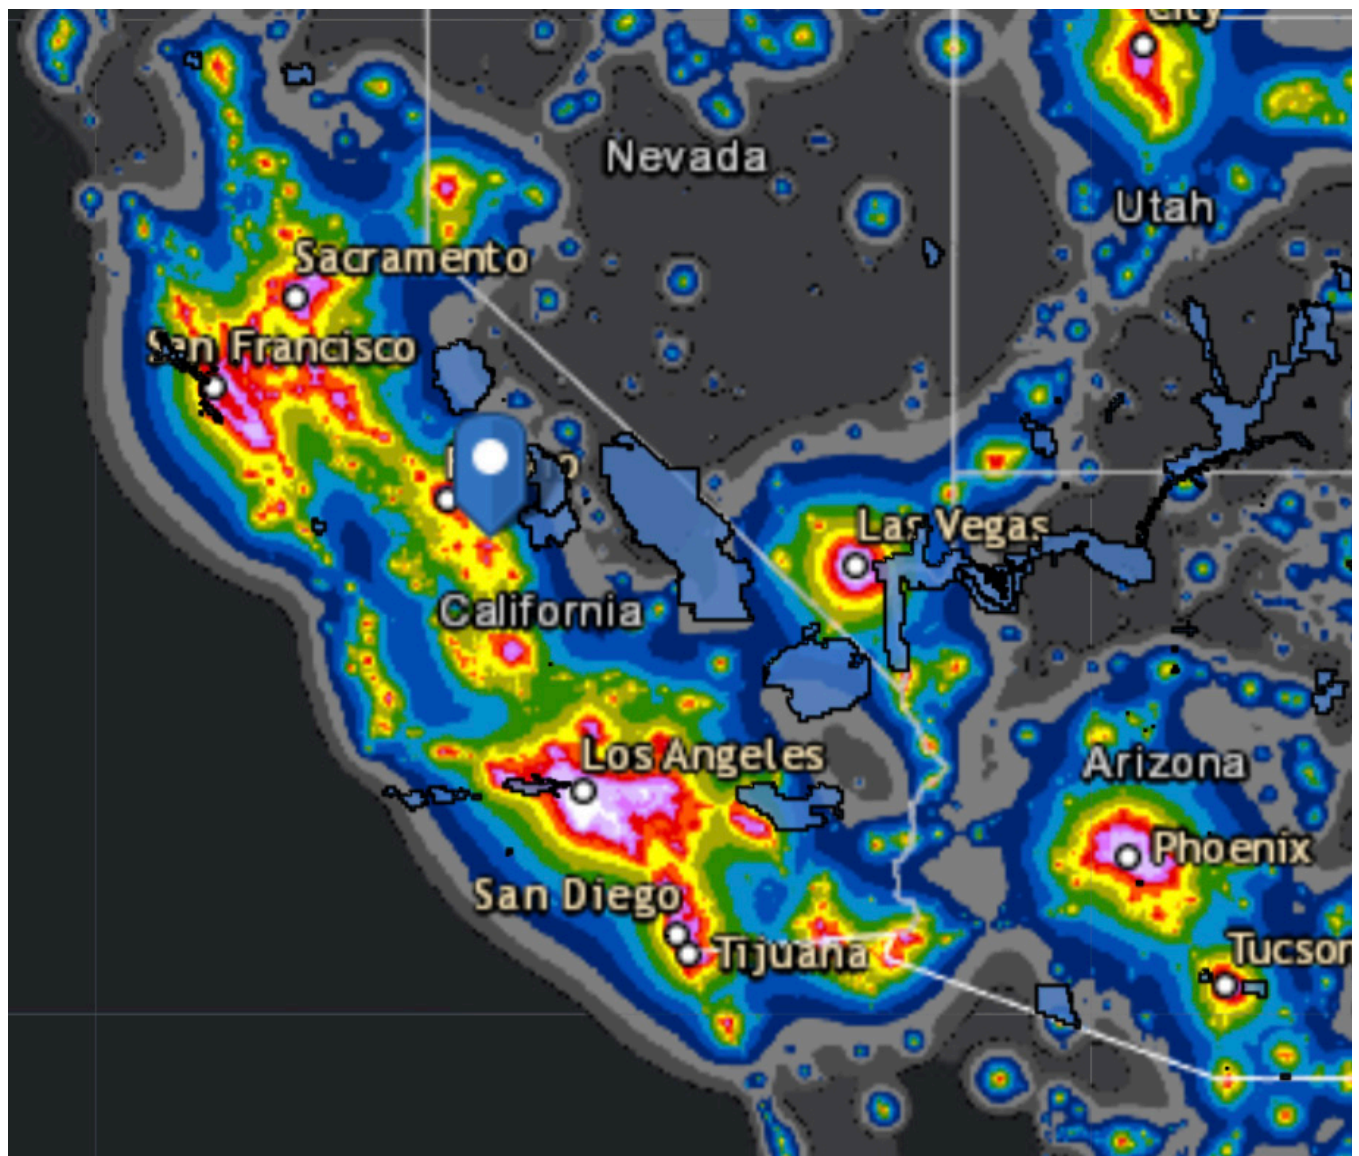 City
Nevada
Utah
Sacramento
San Francisco
Las Vegas
California
Los Angeles
Arizona
Phoenix
San Diego
Tijuana
Tucson